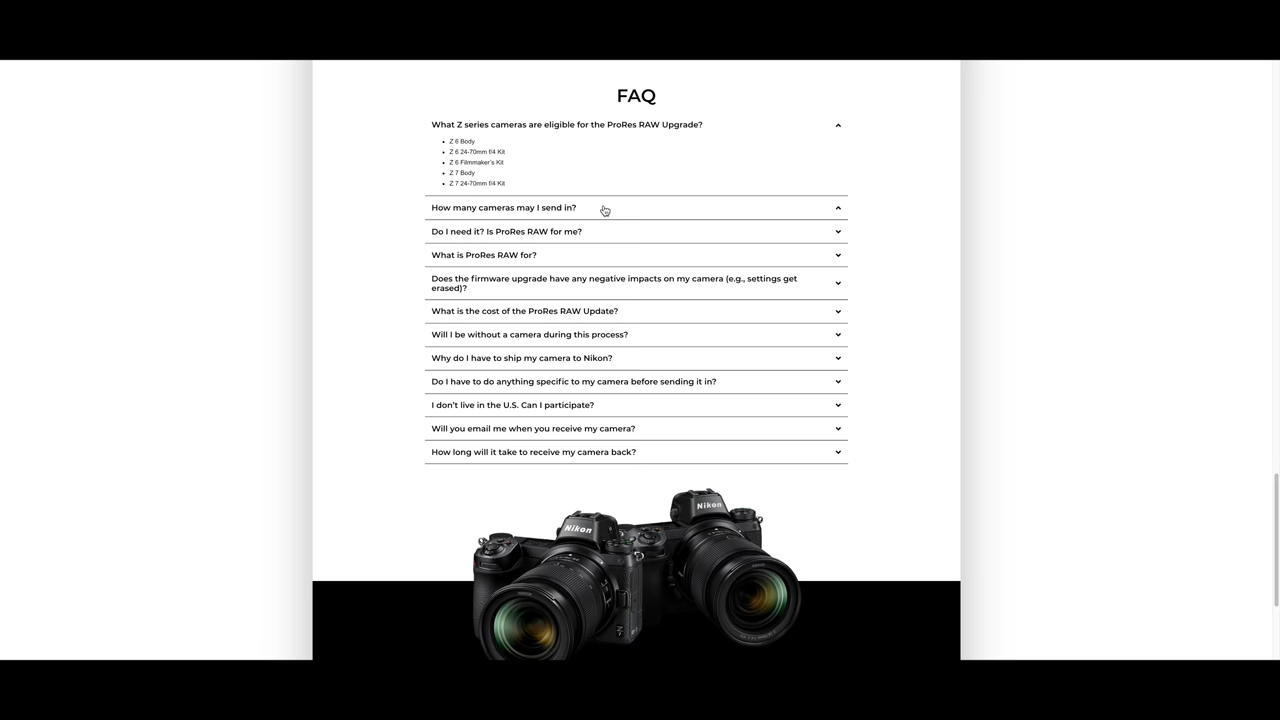 FAQ
What Z series cameras are eligible for the ProRes RAW Upgrade?
• Z 6 Body
• Z 6 24-70mm f/4 Kit
• Z 6 Filmmaker's Kit
• Z 7 Body
• Z 7 24-70mm f/4 Kit
How many cameras may I send in?
Do I need it? Is ProRes RAW for me?
What is ProRes RAW for?
Does the firmware upgrade have any negative impacts on my camera (e.g., settings get
erased)?
What is the cost of the ProRes RAW Update?
Will I be without a camera during this process?
Why do I have to ship my camera to Nikon?
Do I have to do anything specific to my camera before sending it in?
I don’t live in the U.S. Can I participate?
Will you email me when you receive my camera?
How long will it take to receive my camera back?
Nikon
Nikon